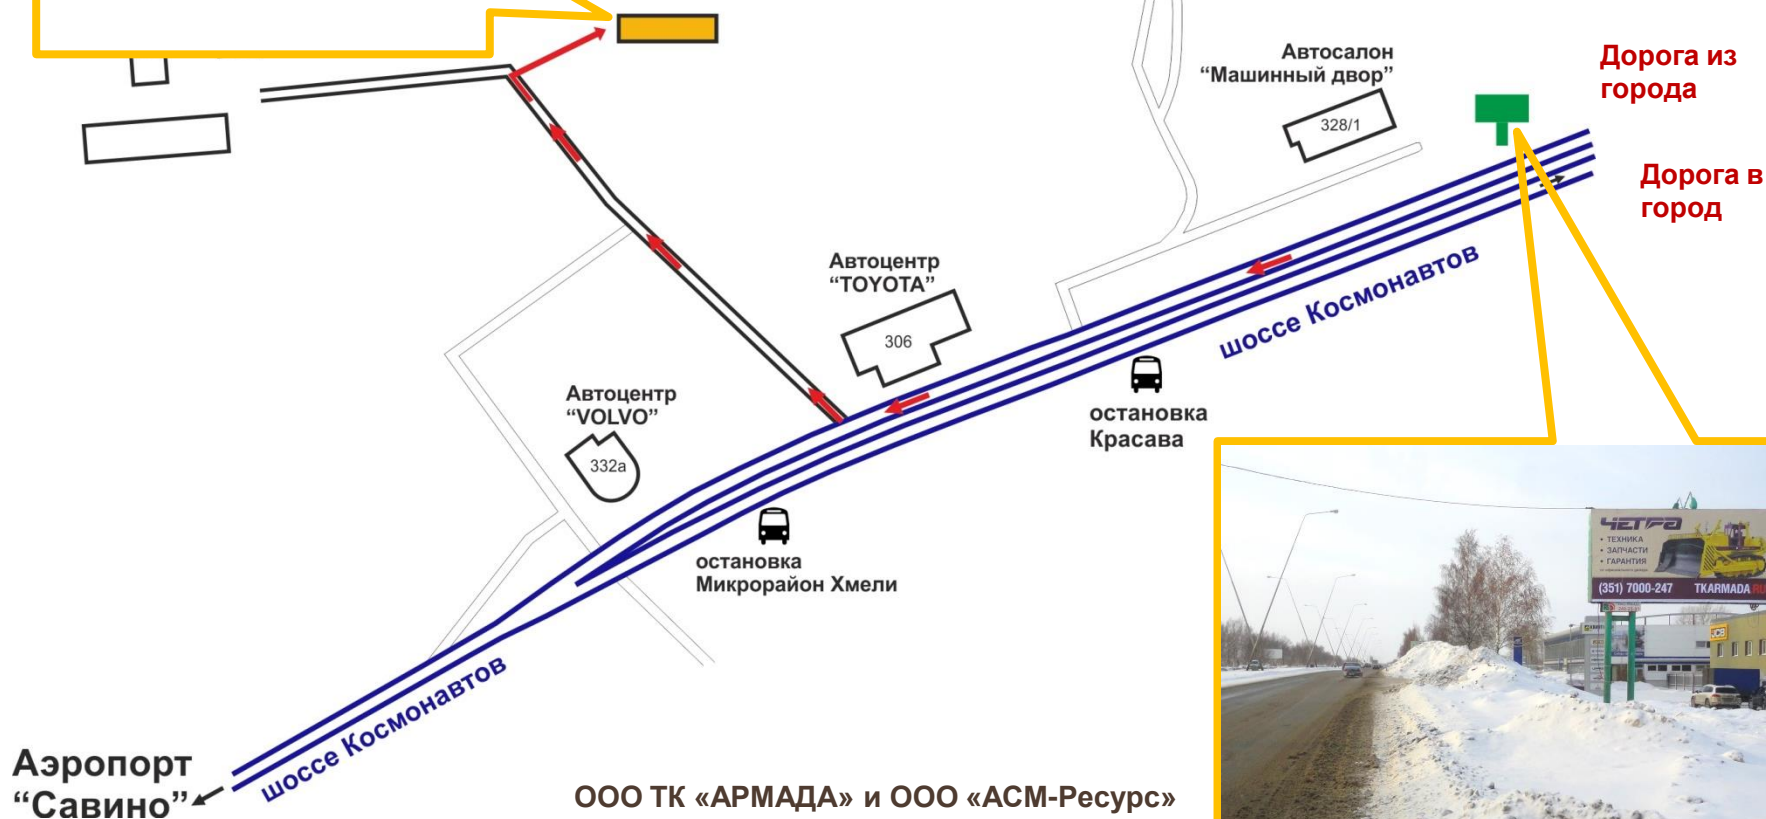 Автосалон
“Машинный двор”
328/1
Дорога из
города
Дорога в
город
Автоцентр
“TOYOTA”
306
шоссе Космонавтов
Автоцентр
“VOLVO”
332а
остановка
Красава
остановка
Микрорайон Хмели
шоссе Космонавтов
Аэропорт
“Савино”
ООО ТК «АРМАДА» и ООО «АСМ-Ресурс»
ЧЕТРА
• ТЕХНИКА
• ЗАПЧАСТИ
• ГАРАНТИЯ
(351) 7000-247 TKARMADA.RU
JCB